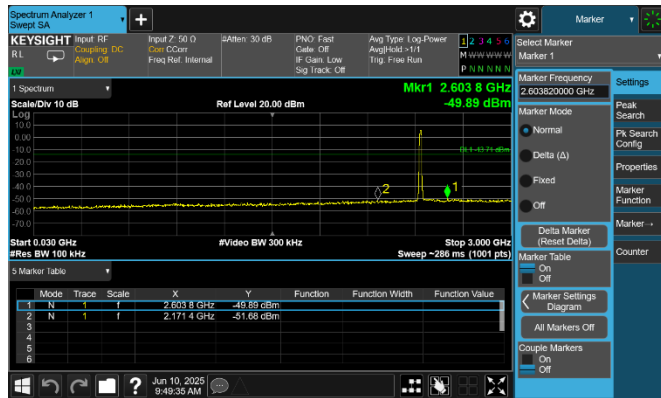 Spectrum Analyzer 1
Swept SA
Marker
KEYSIGHT
RL
Input: RF
Coupling: DC
Align: Off
Input Z: 50 Ω
Corr CCorr
Freq Ref: Internal
#Atten: 30 dB
PNO: Fast
Gate: Off
IF Gain: Low
Sig Track: Off
Avg Type: Log-Power
Avg|Hold:>1/1
Trig: Free Run
1 2 3 4 5 6
M W W W W W
P N N N N N
Select Marker
Marker 1
1 Spectrum
Scale/Div 10 dB
Ref Level 20.00 dBm
Mkr1 2.603 8 GHz
-49.89 dBm
Log
10.0
0.00
-10.0
-20.0
-30.0
-40.0
-50.0
-60.0
-70.0
DL1 -13.71 dBm
2
1
Start 0.030 GHz
#Res BW 100 kHz
#Video BW 300 kHz
Stop 3.000 GHz
Sweep ~286 ms (1001 pts)
5 Marker Table
Mode Trace Scale X Y Function Function Width Function Value
1 N 1 f 2.603 8 GHz -49.89 dBm
2 N 1 f 2.171 4 GHz -51.68 dBm
3
4
5
6
Marker Frequency
2.603820000 GHz
Marker Mode
Normal
Delta (Δ)
Fixed
Off
Delta Marker
(Reset Delta)
Marker Table
On
Off
Marker Settings
Diagram
All Markers Off
Couple Markers
On
Off
Settings
Peak
Search
Pk Search
Config
Properties
Marker
Function
Marker→
Counter
?
Jun 10, 2025
9:49:35 AM